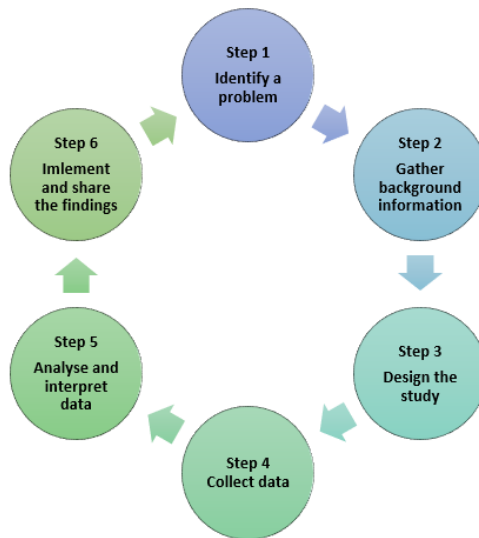 Step 1
Identify a
problem
Step 2
Gather
background
information
Step 3
Design the
study
Step 4
Collect data
Step 5
Analyse and
interpret
data
Step 6
Imlement
and share
the findings